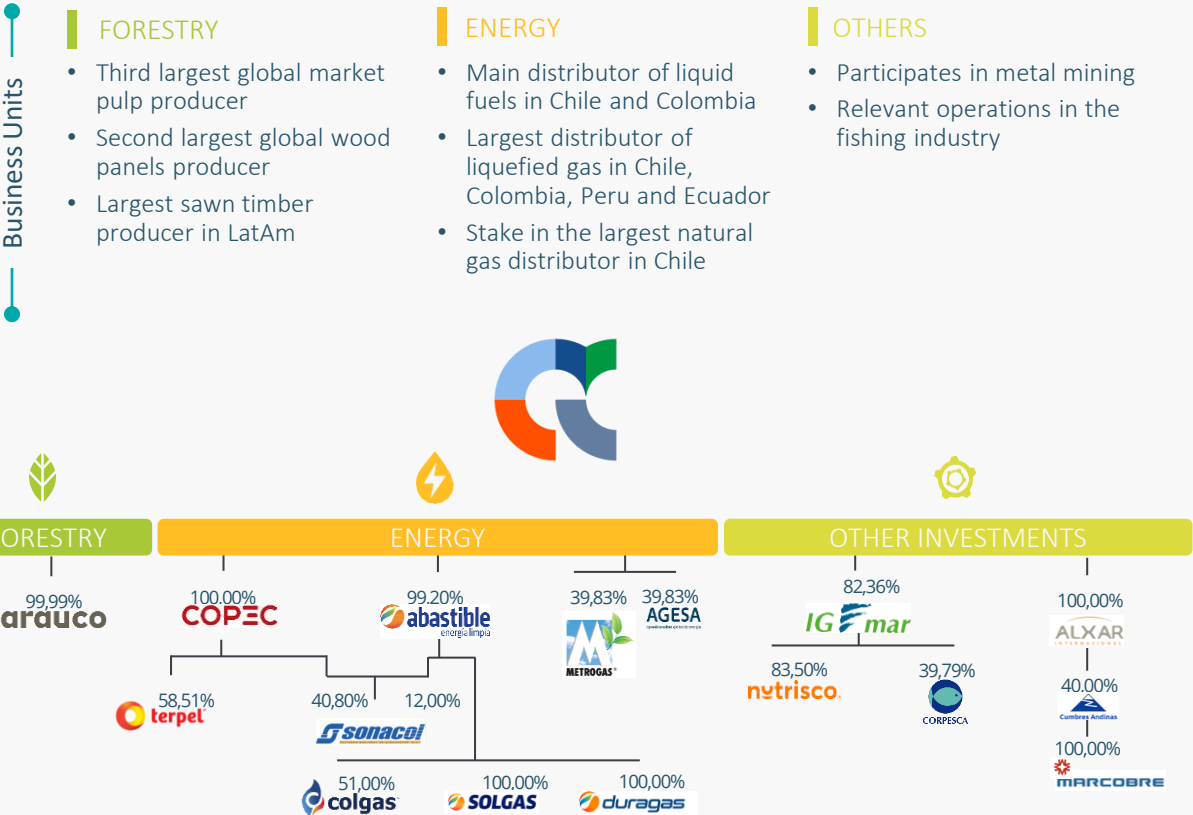 Business Units
FORESTRY
• Third largest global market
pulp producer
• Second largest global wood
panels producer
• Largest sawn timber
producer in LatAm
ENERGY
• Main distributor of liquid
fuels in Chile and Colombia
• Largest distributor of
liquefied gas in Chile,
Colombia, Peru and Ecuador
• Stake in the largest natural
gas distributor in Chile
OTHERS
• Participates in metal mining
• Relevant operations in the
fishing industry
ORESTRY
ENERGY
OTHER INVESTMENTS
99,99%
arauco
100.00%
COPEC
99.20%
abastible
energía limpia
39,83%
METROGAS
39,83%
AGESA
82,36%
IG mar
100,00%
ALXAR
INTERNACIONAL
58,51%
terpel
40,80%
12,00%
sonacol
83,50%
nutrisco
39,79%
CORPESCA
40.00%
Cumbres Andinas
100,00%
MARCOBRE
51,00%
colgas
100,00%
SOLGAS
100,00%
duragas